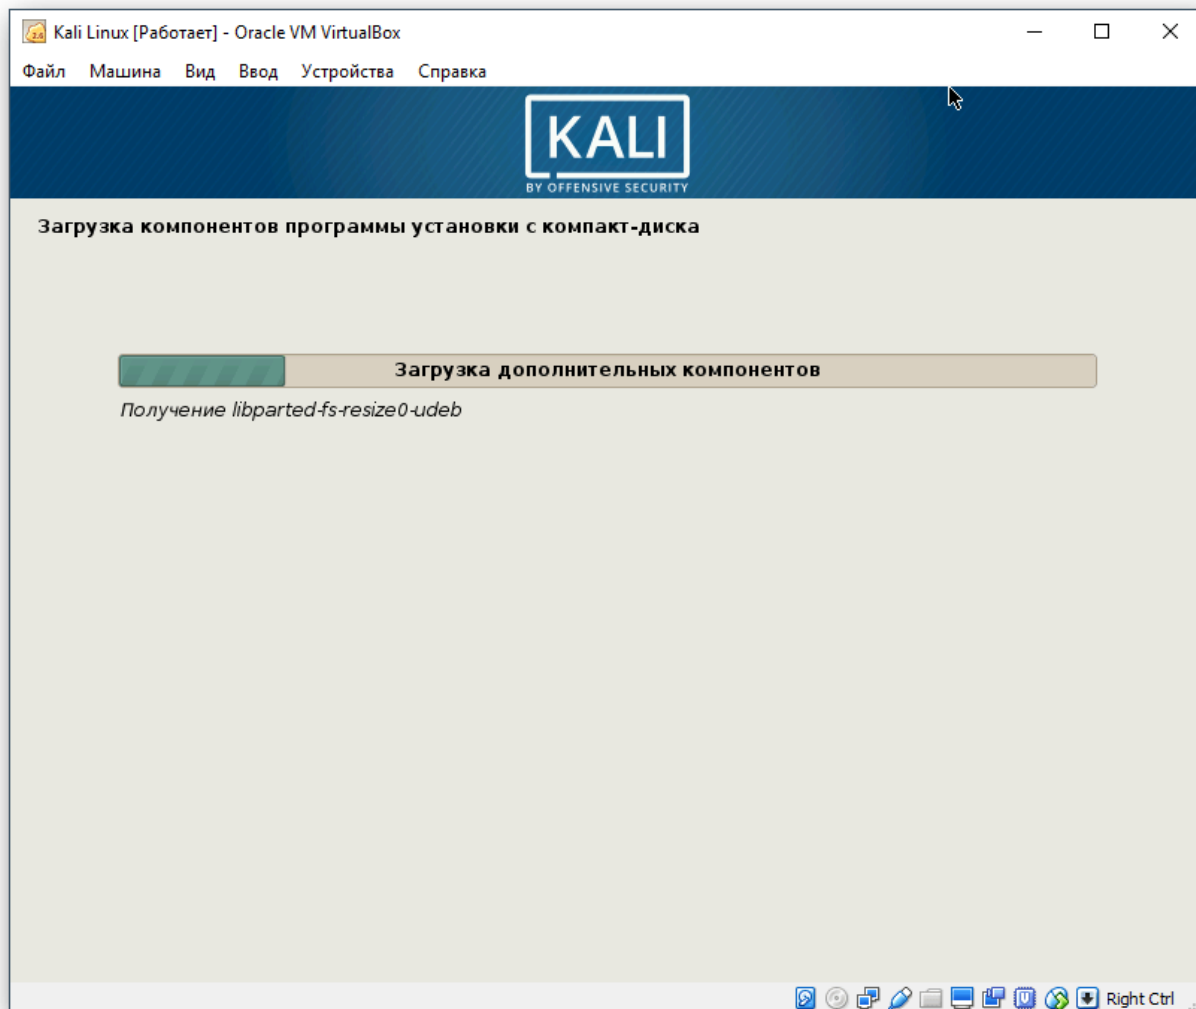 Kali Linux [Работает] - Oracle VM VirtualBox
Файл Машина Вид Ввод Устройства Справка
KALI
BY OFFENSIVE SECURITY
Загрузка компонентов программы установки с компакт-диска
Загрузка дополнительных компонентов
Получение libparted-fs-resize0-udeb
Right Ctrl